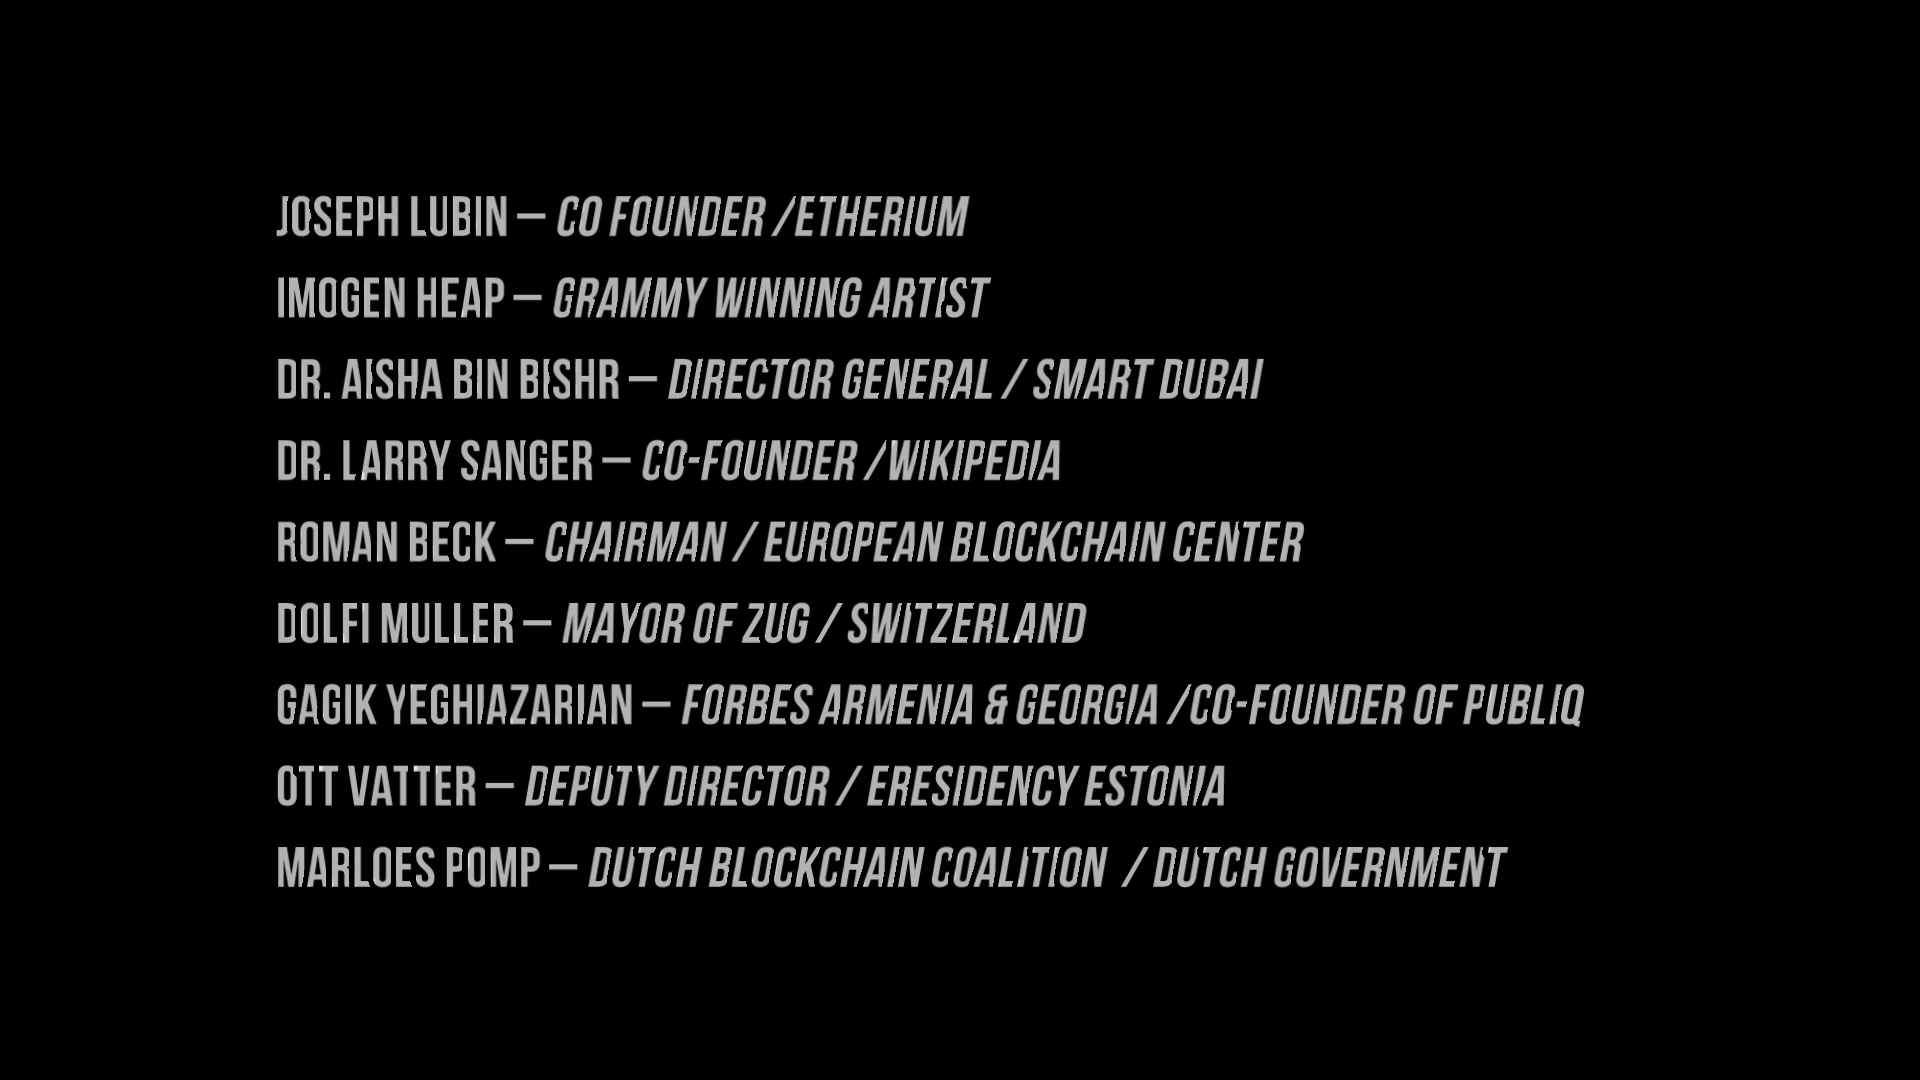 JOSEPH LUBIN – CO FOUNDER /ETHERIUM
IMOGEN HEAP – GRAMMY WINNING ARTIST
DR. AISHA BIN BISHR – DIRECTOR GENERAL / SMART DUBAI
DR. LARRY SANGER – CO-FOUNDER /WIKIPEDIA
ROMAN BECK – CHAIRMAN / EUROPEAN BLOCKCHAIN CENTER
DOLFI MULLER – MAYOR OF ZUG / SWITZERLAND
GAGIK YEGHIAZARIAN – FORBES ARMENIA & GEORGIA /CO-FOUNDER OF PUBLIQ
OTT VATTER – DEPUTY DIRECTOR / ERESIDENCY ESTONIA
MARLOES POMP – DUTCH BLOCKCHAIN COALITION / DUTCH GOVERNMENT